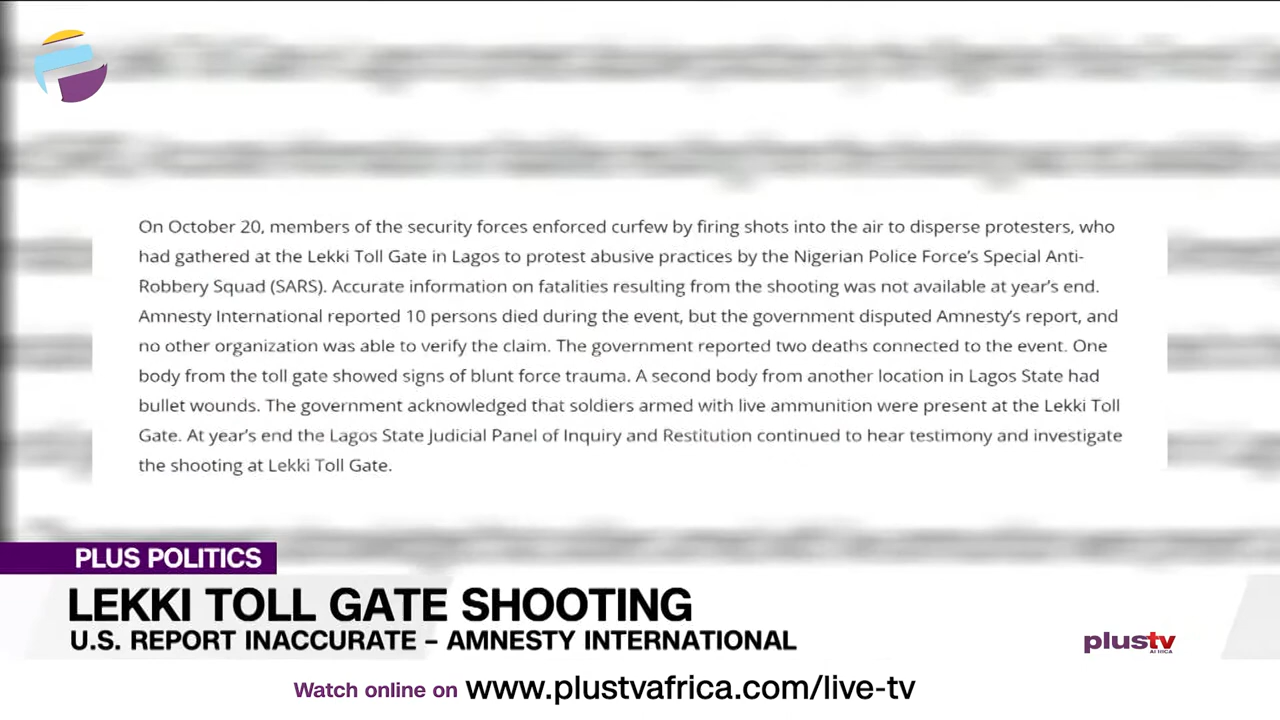 On October 20, members of the security forces enforced curfew by firing shots into the air to disperse protesters, who
had gathered at the Lekki Toll Gate in Lagos to protest abusive practices by the Nigerian Police Force's Special Anti-
Robbery Squad (SARS). Accurate information on fatalities resulting from the shooting was not available at year's end.
Amnesty International reported 10 persons died during the event, but the government disputed Amnesty's report, and
no other organization was able to verify the claim. The government reported two deaths connected to the event. One
body from the toll gate showed signs of blunt force trauma. A second body from another location in Lagos State had
bullet wounds. The government acknowledged that soldiers armed with live ammunition were present at the Lekki Toll
Gate. At year's end the Lagos State Judicial Panel of Inquiry and Restitution continued to hear testimony and investigate
the shooting at Lekki Toll Gate.
PLUS POLITICS
LEKKI TOLL GATE SHOOTING
U.S. REPORT INACCURATE – AMNESTY INTERNATIONAL
plustv
AFRICA
Watch online on www.plustvafrica.com/live-tv